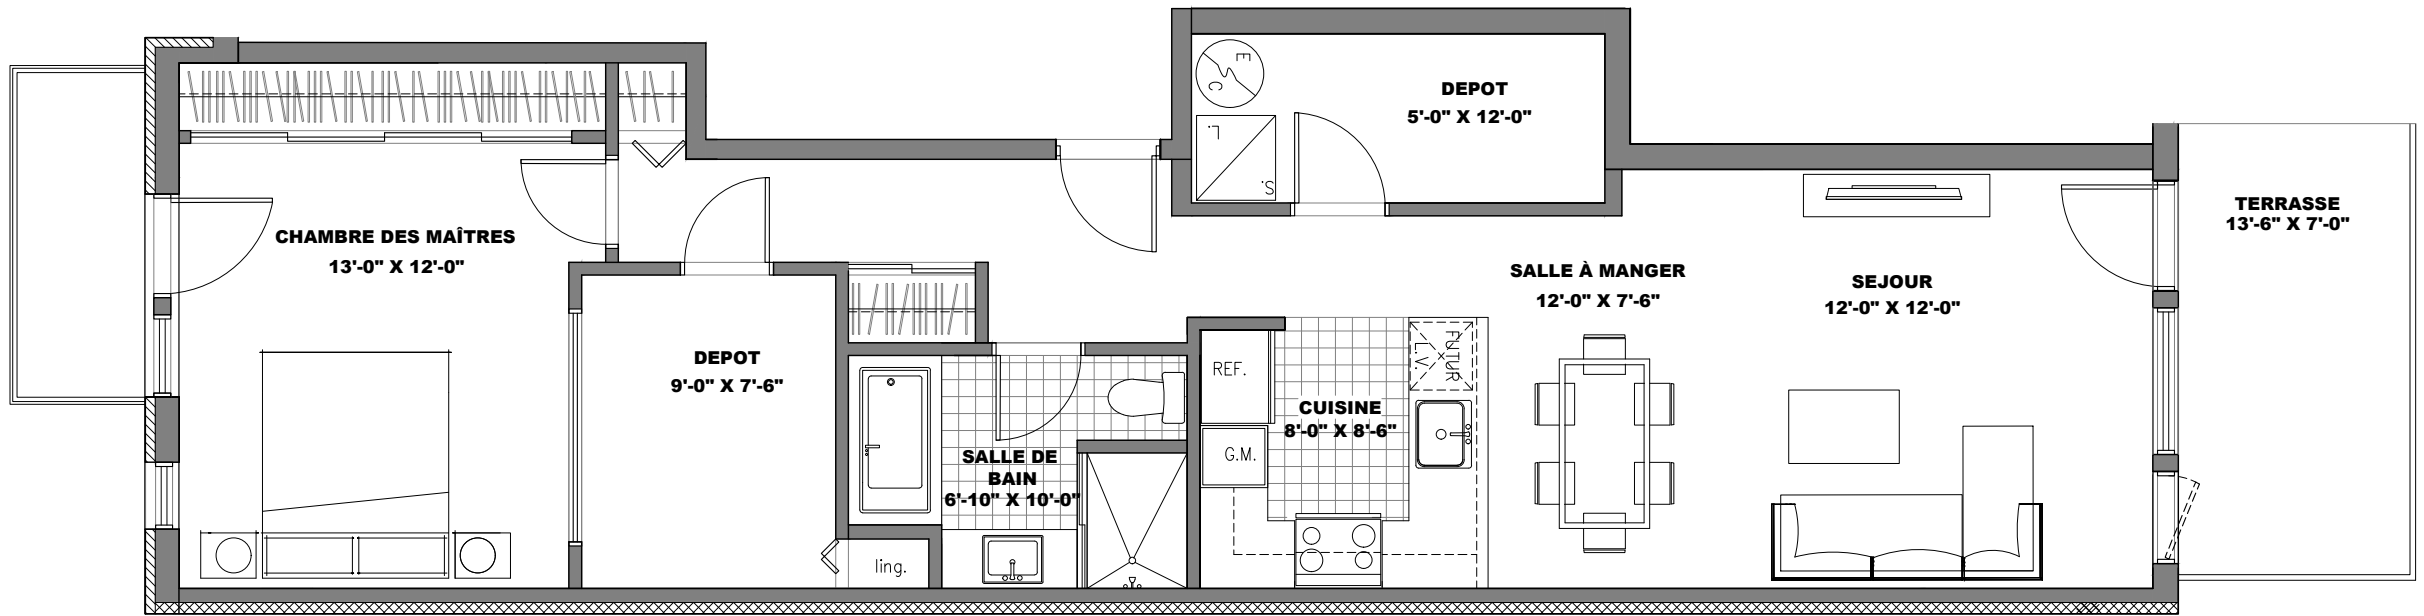 E
C
L.
S.
DEPOT
5'-0" X 12'-0"
CHAMBRE DES MAÎTRES
13'-0" X 12'-0"
DEPOT
9'-0" X 7'-6"
ling.
SALLE DE
BAIN
6'-10" X 10'-0"
REF.
G.M.
CUISINE
8'-0" X 8'-6"
FUTUR
L.V.
SALLE À MANGER
12'-0" X 7'-6"
SEJOUR
12'-0" X 12'-0"
TERRASSE
13'-6" X 7'-0"